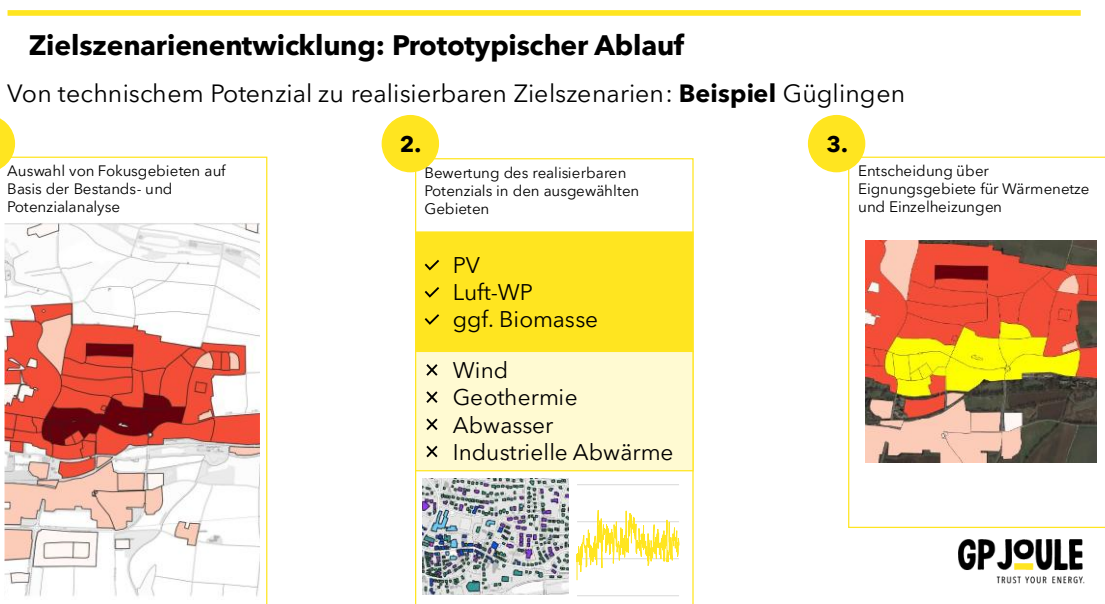 Zielszenarienentwicklung: Prototypischer Ablauf
Von technischem Potenzial zu realisierbaren Zielszenarien: Beispiel Güglingen
Auswahl von Fokusgebieten auf
Basis der Bestands- und
Potenzialanalyse
2.
Bewertung des realisierbaren
Potenzials in den ausgewählten
Gebieten
✓ PV
✓ Luft-WP
✓ ggf. Biomasse
× Wind
× Geothermie
× Abwasser
× Industrielle Abwärme
3.
Entscheidung über
Eignungsgebiete für Wärmenetze
und Einzelheizungen
GP JOULE
TRUST YOUR ENERGY.